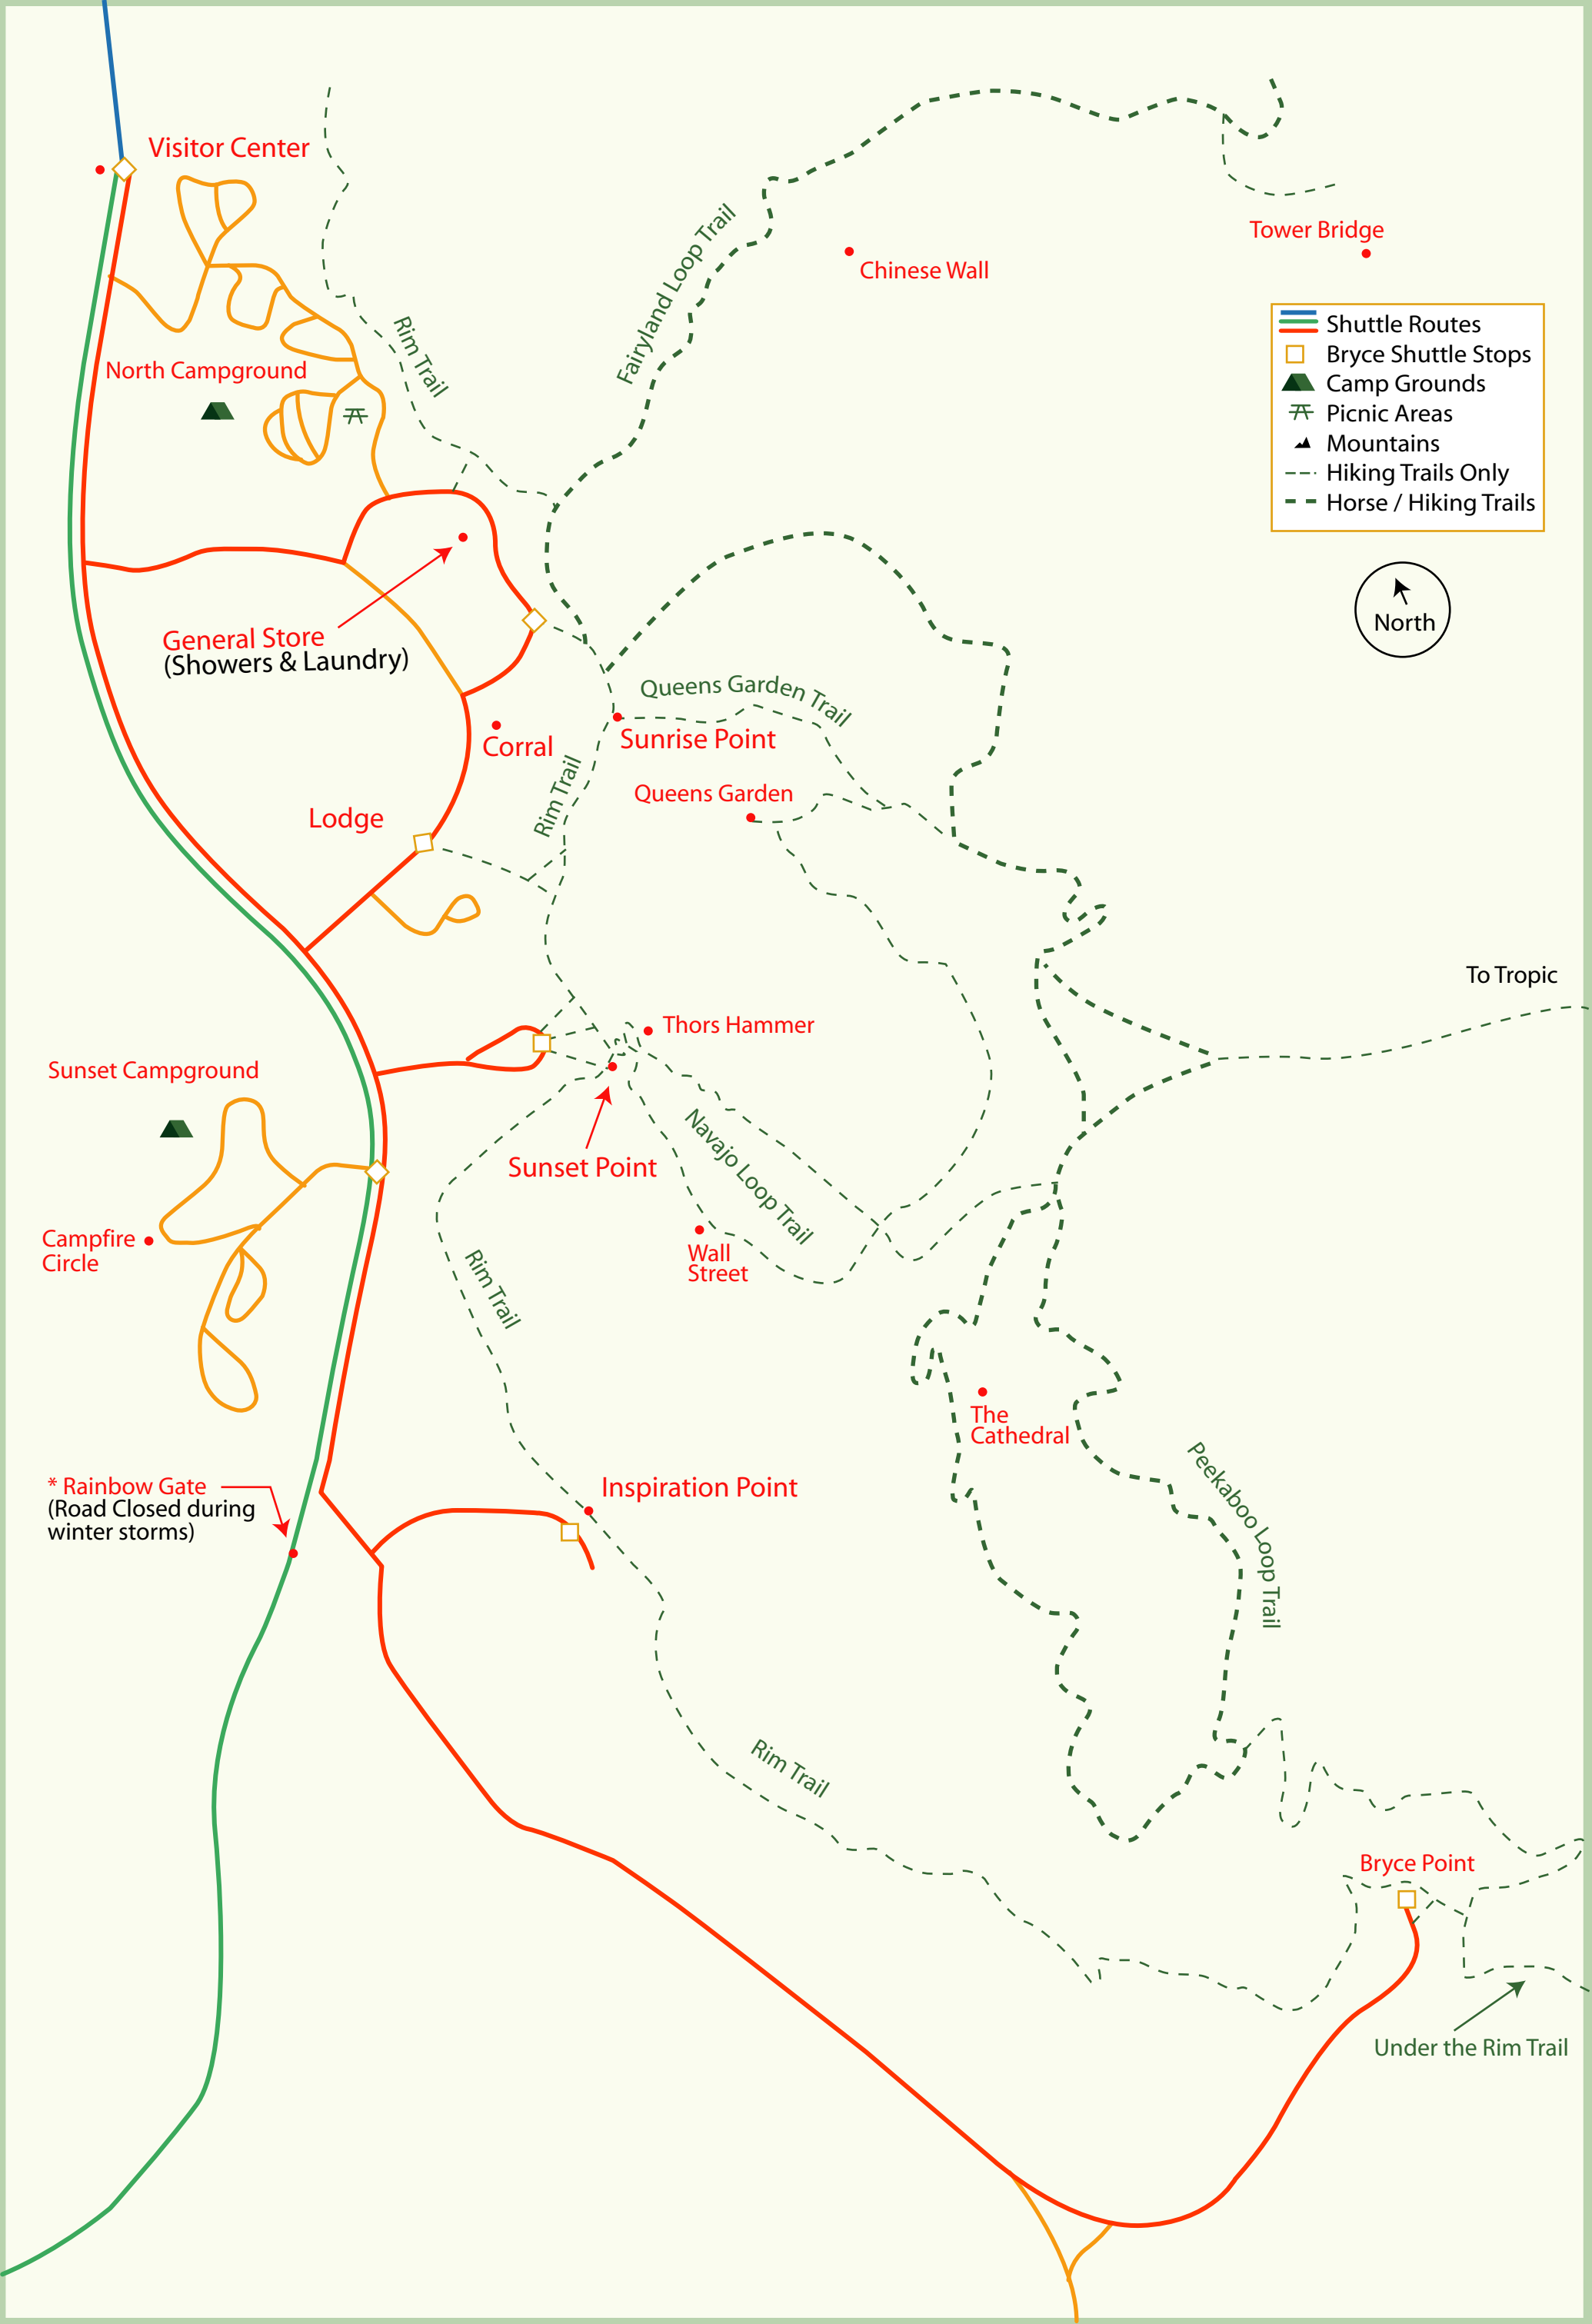 Visitor Center
Rim Trail
Fairyland Loop Trail
Chinese Wall
Tower Bridge
Shuttle Routes
Bryce Shuttle Stops
Camp Grounds
Picnic Areas
Mountains
Hiking Trails Only
Horse / Hiking Trails
North
North Campground
General Store
(Showers & Laundry)
Queens Garden Trail
Corral
Sunrise Point
Rim Trail
Queens Garden
Lodge
To Tropic
Thors Hammer
Sunset Campground
Sunset Point
Navajo Loop Trail
Campfire
Circle
Wall
Street
Rim Trail
The
Cathedral
* Rainbow Gate
(Road Closed during
winter storms)
Inspiration Point
Peekaboo Loop Trail
Rim Trail
Bryce Point
Under the Rim Trail